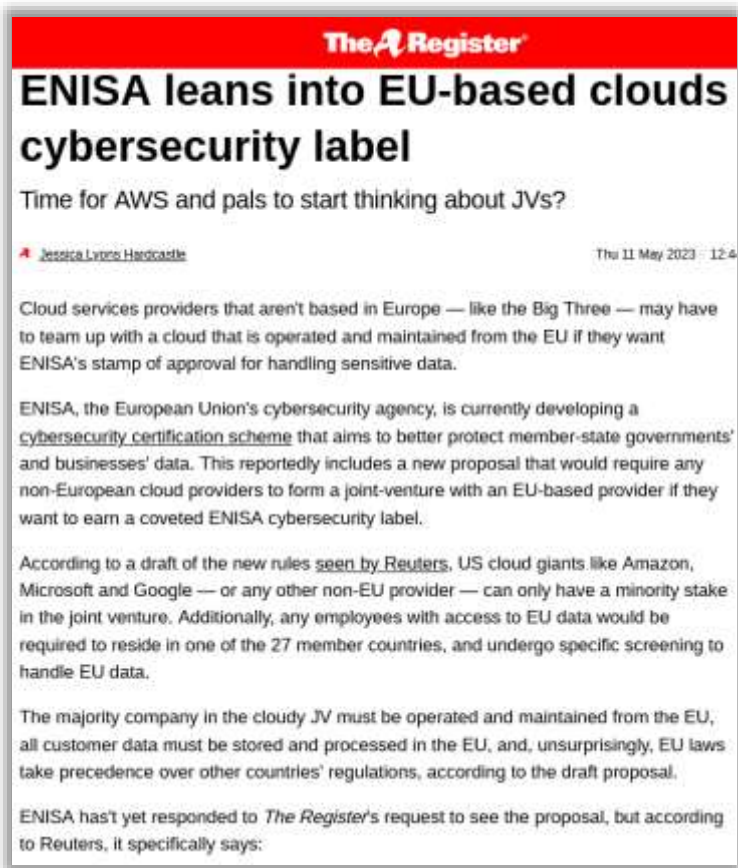 The Register
ENISA leans into EU-based clouds
cybersecurity label
Time for AWS and pals to start thinking about JVs?
Jessica Lyons Hardcastle
Thu 11 May 2023 12:4
Cloud services providers that aren't based in Europe — like the Big Three — may have
to team up with a cloud that is operated and maintained from the EU if they want
ENISA's stamp of approval for handling sensitive data.
ENISA, the European Union's cybersecurity agency, is currently developing a
cybersecurity certification scheme that aims to better protect member-state governments'
and businesses' data. This reportedly includes a new proposal that would require any
non-European cloud providers to form a joint-venture with an EU-based provider if they
want to earn a coveted ENISA cybersecurity label.
According to a draft of the new rules seen by Reuters, US cloud giants like Amazon,
Microsoft and Google — or any other non-EU provider — can only have a minority stake
in the joint venture. Additionally, any employees with access to EU data would be
required to reside in one of the 27 member countries, and undergo specific screening to
handle EU data.
The majority company in the cloudy JV must be operated and maintained from the EU,
all customer data must be stored and processed in the EU, and, unsurprisingly, EU laws
take precedence over other countries' regulations, according to the draft proposal.
ENISA has't yet responded to The Register's request to see the proposal, but according
to Reuters, it specifically says: